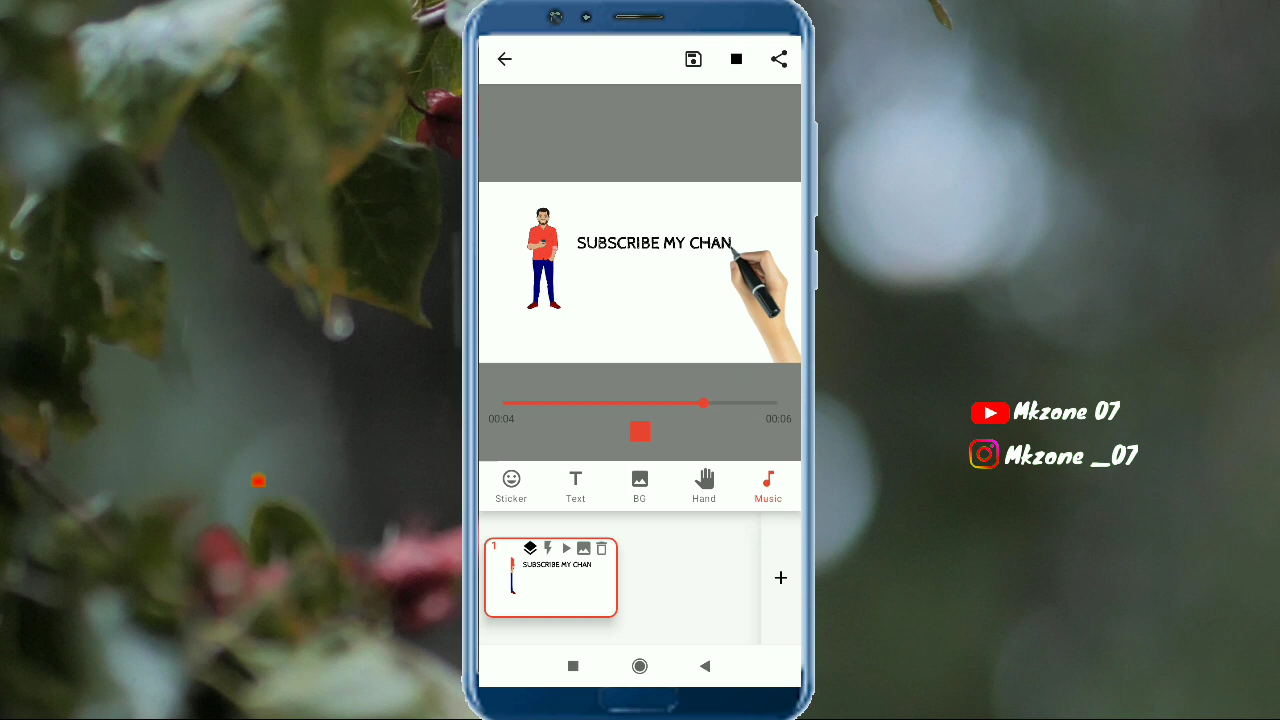 SUBSCRIBE MY CHAN
00:04
00:06
Sticker
Text
BG
Hand
Music
1
SUBSCRIBE MY CHAN
Mkzone 07
Mkzone _07